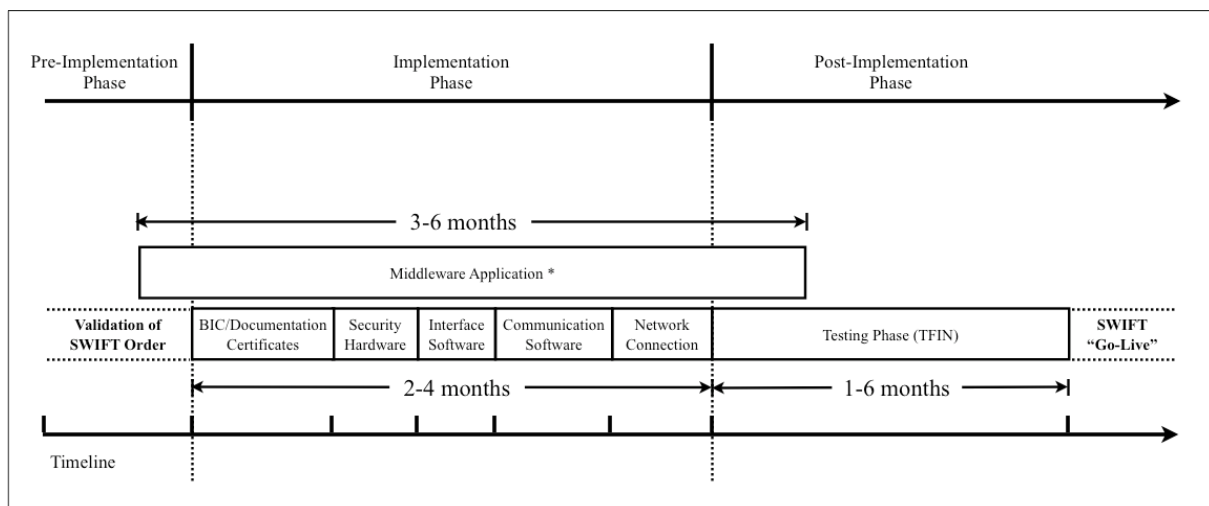 Pre-Implementation
Phase
Implementation
Phase
Post-Implementation
Phase
3-6 months
Middleware Application *
Validation of
SWIFT Order
BIC/Documentation
Certificates
Security
Hardware
Interface
Software
Communication
Software
Network
Connection
Testing Phase (TFIN)
SWIFT
“Go-Live”
2-4 months
1-6 months
Timeline